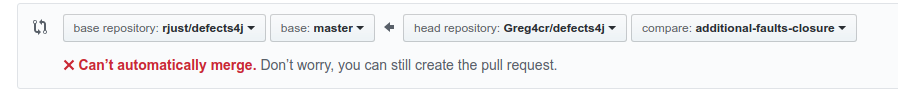 base repository: rjust/defects4j base: master head repository: Greg4cr/defects4j compare: additional-faults-closure
Can’t automatically merge. Don’t worry, you can still create the pull request.